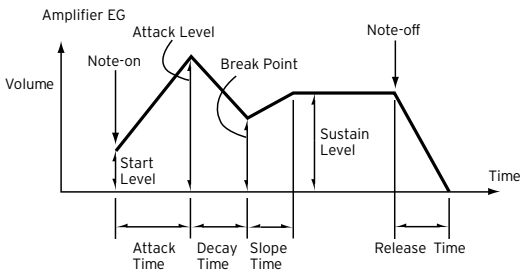 Amplifier EG
Attack Level
Note-off
Note-on
Break Point
Volume
Start
Level
Sustain
Level
Time
Attack
Time
Decay
Time
Slope
Time
Release Time